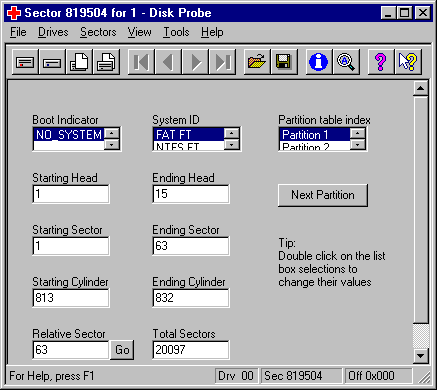 Sector 819504 for 1 - Disk Probe
File Drives Sectors View Tools Help
Boot Indicator System ID Partition table index
NO_SYSTEM FAT FT Partition 1
NTFS FT Partition 2
Starting Head Ending Head
1 15 Next Partition
Starting Sector Ending Sector
1 63
Tip:
Double click on the list
box selections to
change their values
Starting Cylinder Ending Cylinder
813 832
Relative Sector Total Sectors
63 Go 20097
For Help, press F1 Drv 00 Sec 819504 Off 0x000